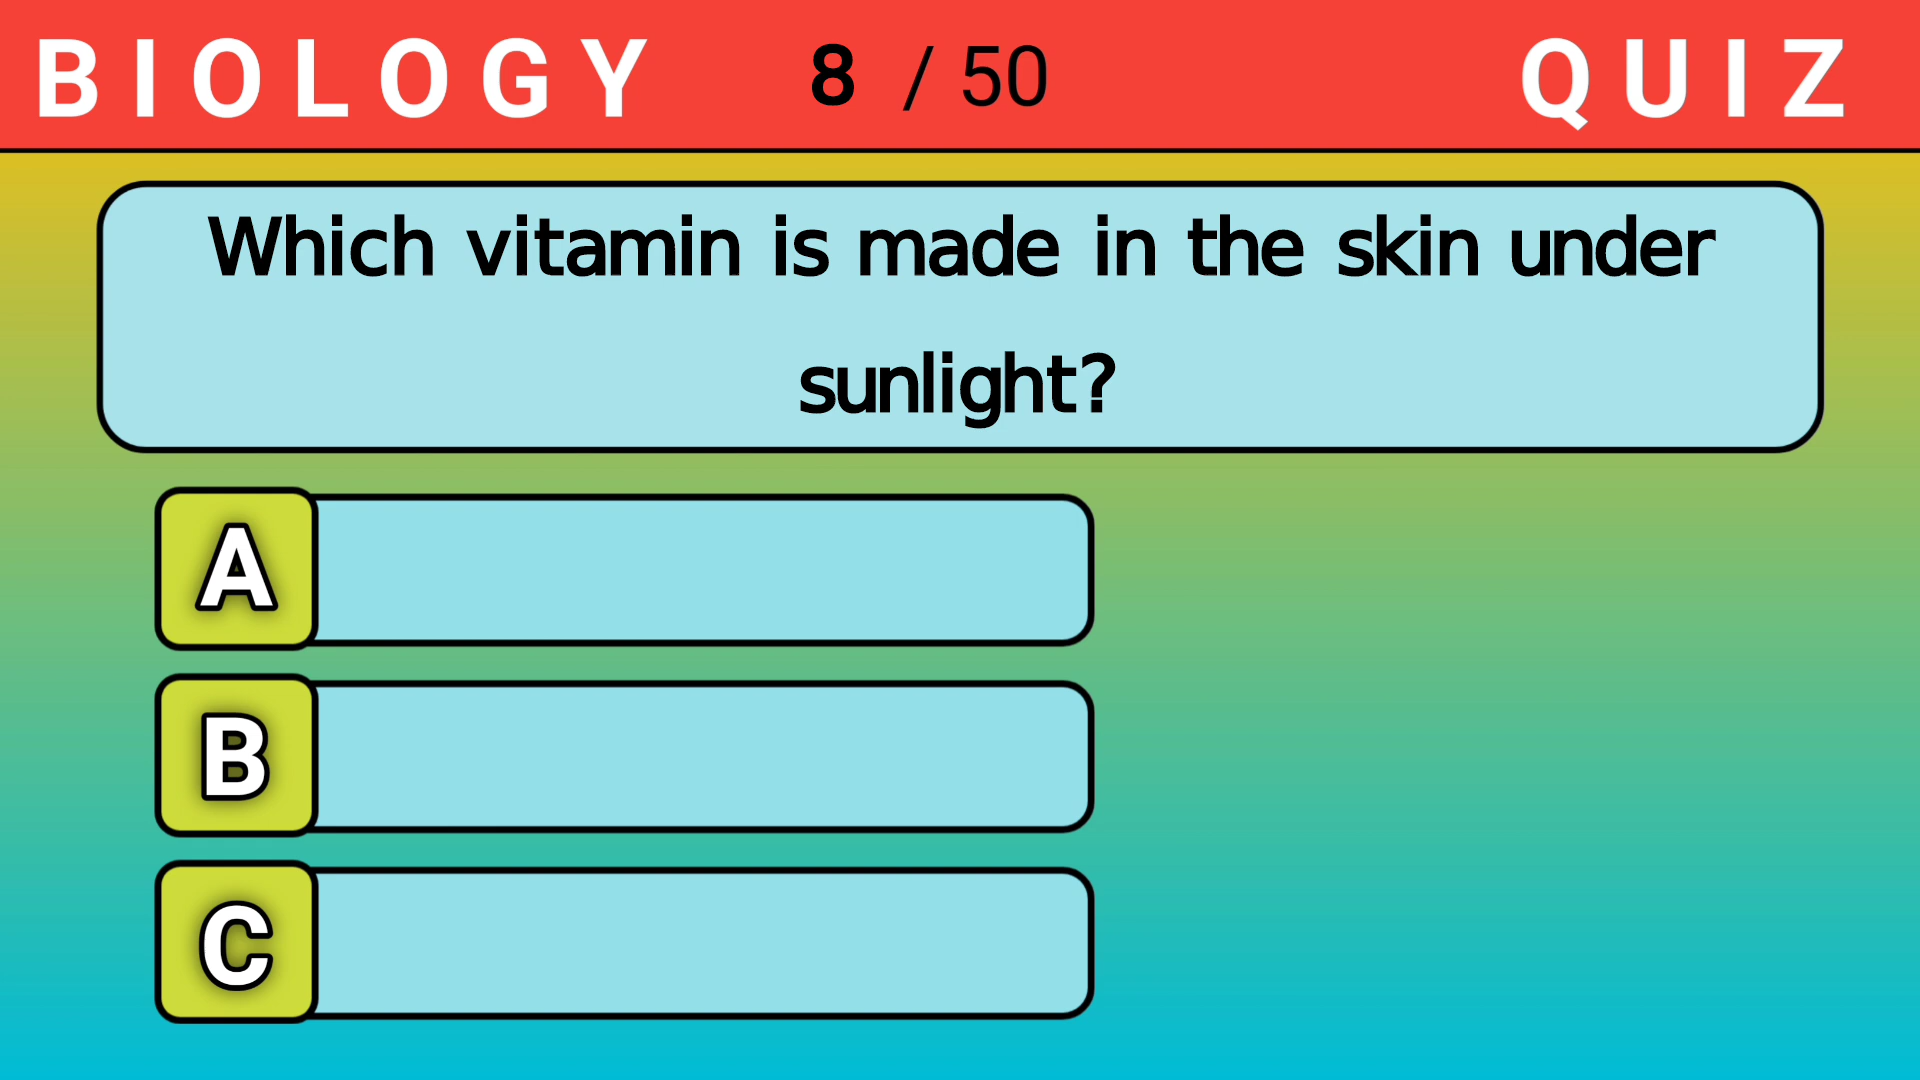 BIOLOGY 8 / 50 QUIZ
Which vitamin is made in the skin under
sunlight?
A
B
C